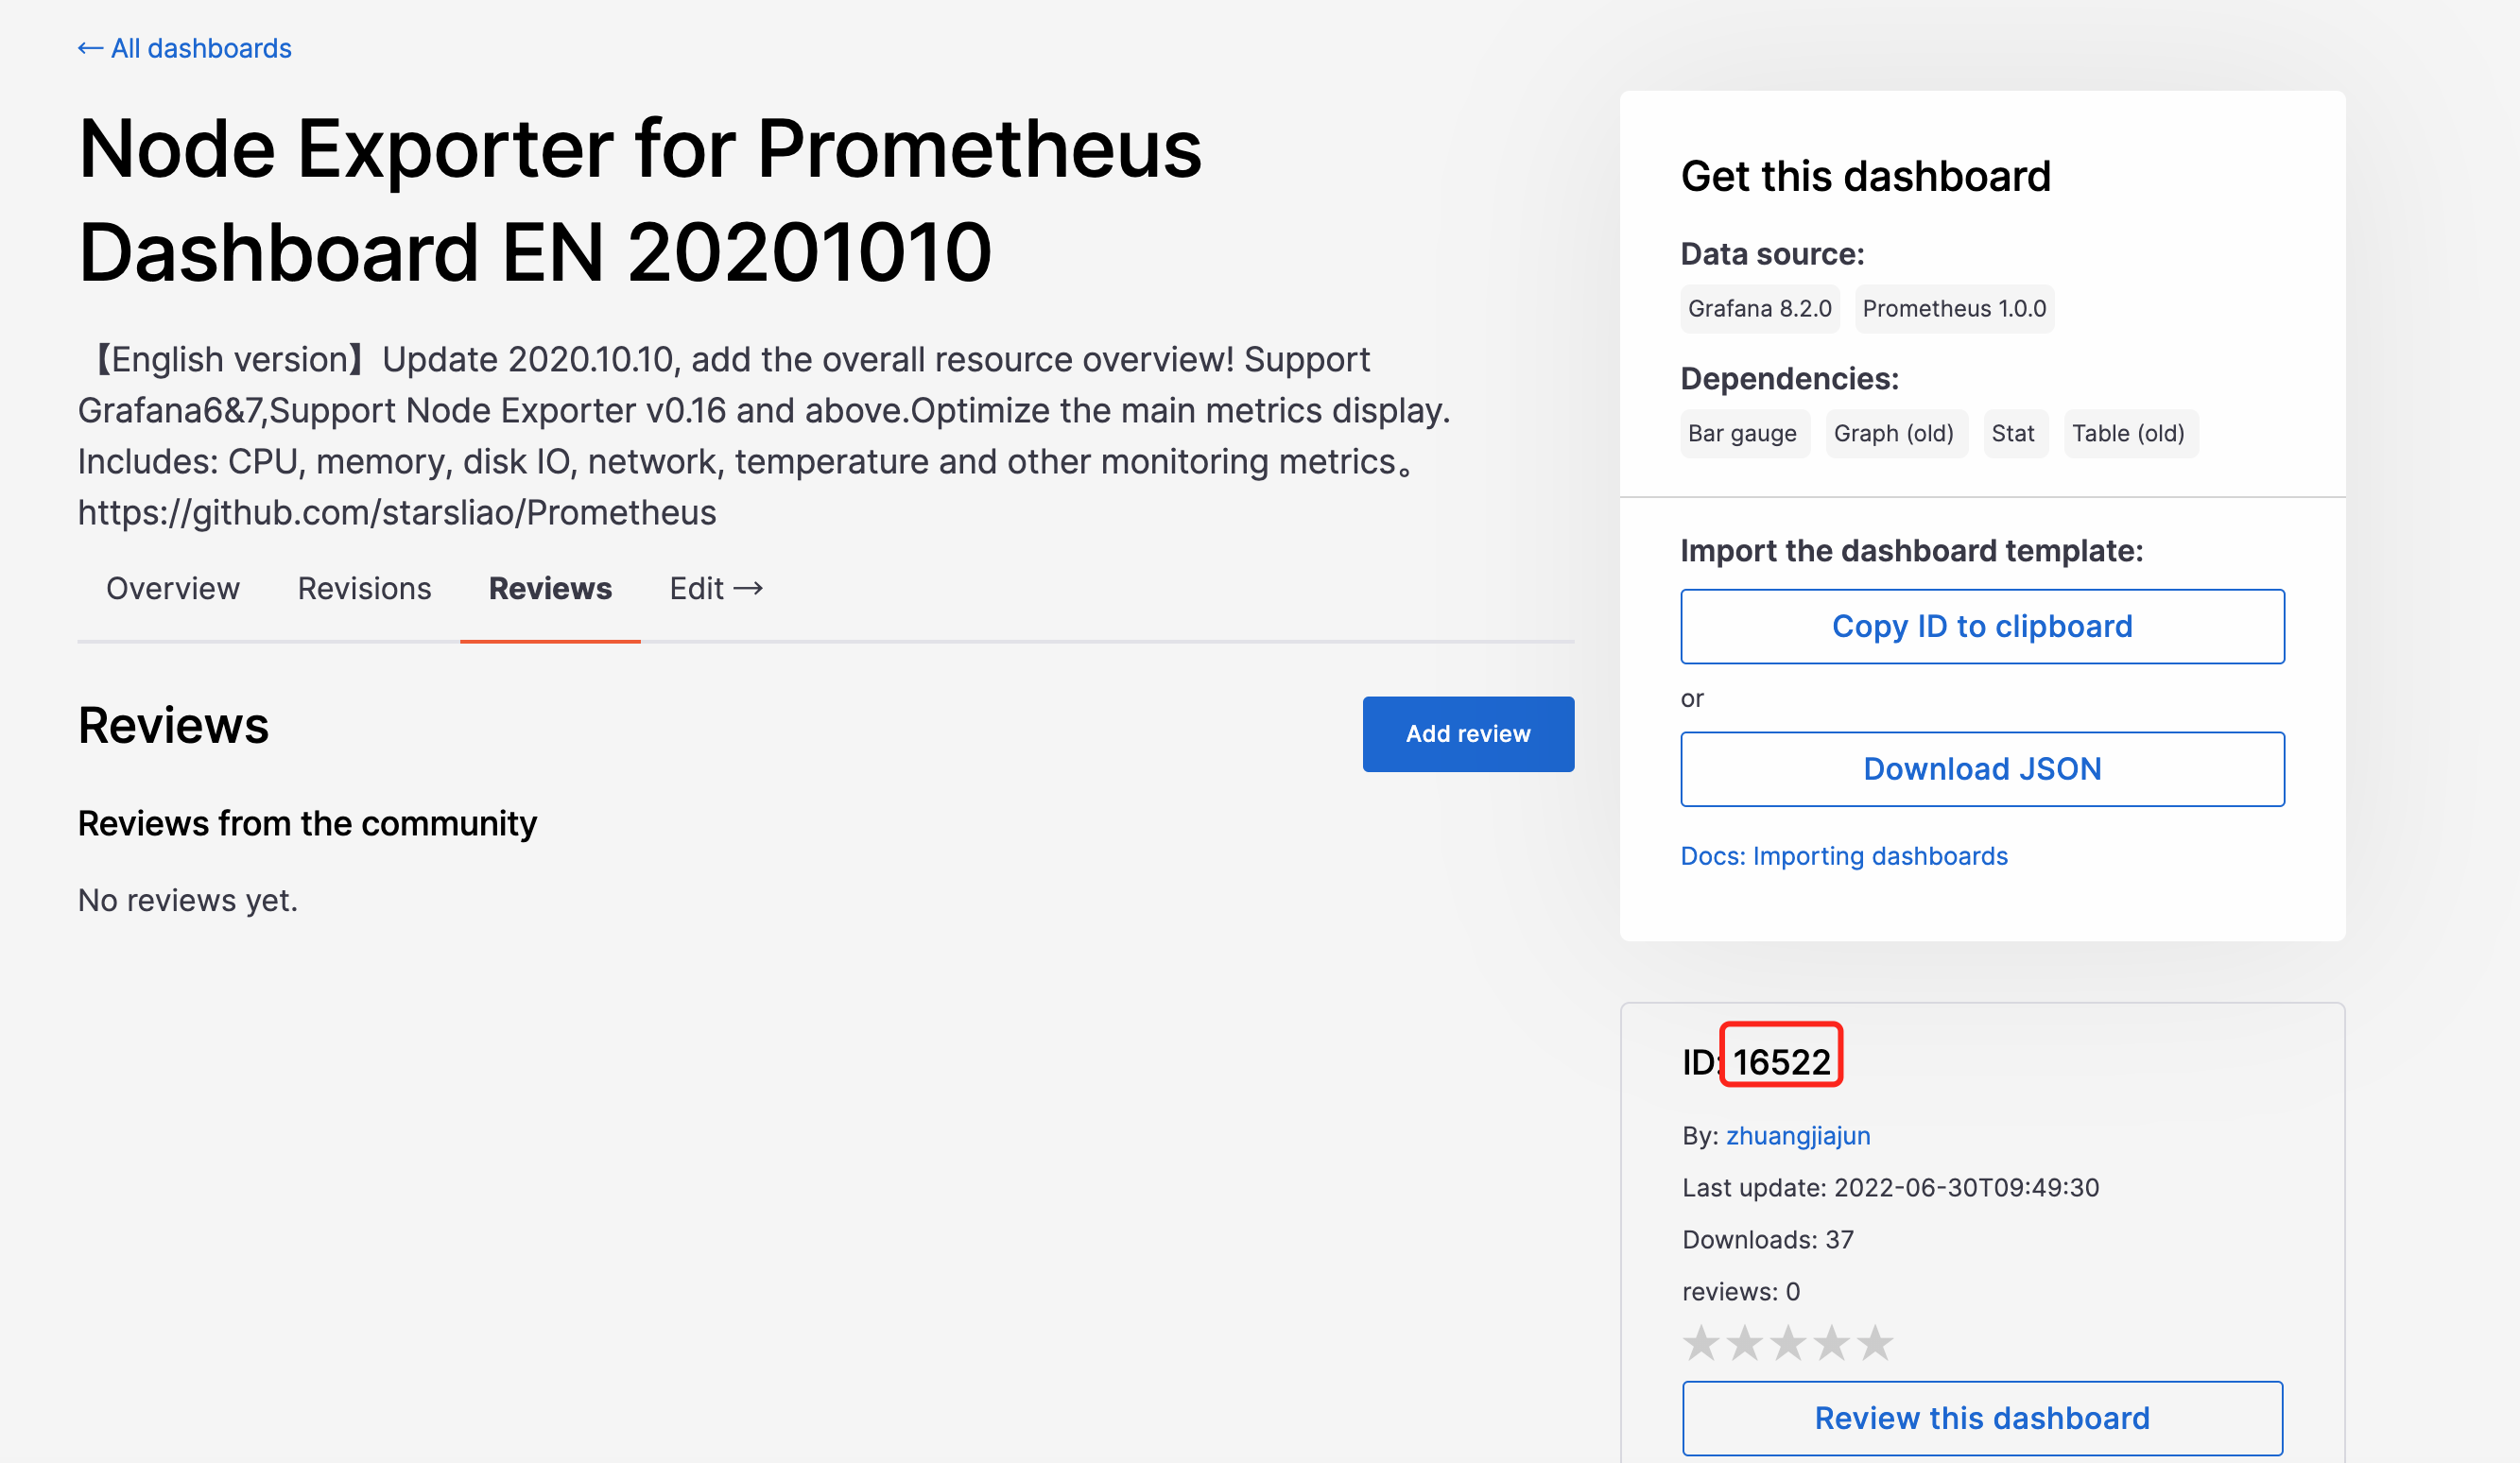 ← All dashboards
Node Exporter for Prometheus
Dashboard EN 20201010
【English version】Update 2020.10.10, add the overall resource overview! Support
Grafana6&7,Support Node Exporter v0.16 and above.Optimize the main metrics display.
Includes: CPU, memory, disk IO, network, temperature and other monitoring metrics。
https://github.com/starsliao/Prometheus
Overview Revisions Reviews Edit →
Reviews
Add review
Reviews from the community
No reviews yet.
Get this dashboard
Data source:
Grafana 8.2.0 Prometheus 1.0.0
Dependencies:
Bar gauge Graph (old) Stat Table (old)
Import the dashboard template:
Copy ID to clipboard
or
Download JSON
Docs: Importing dashboards
ID: 16522
By: zhuangjiajun
Last update: 2022-06-30T09:49:30
Downloads: 37
reviews: 0
Review this dashboard